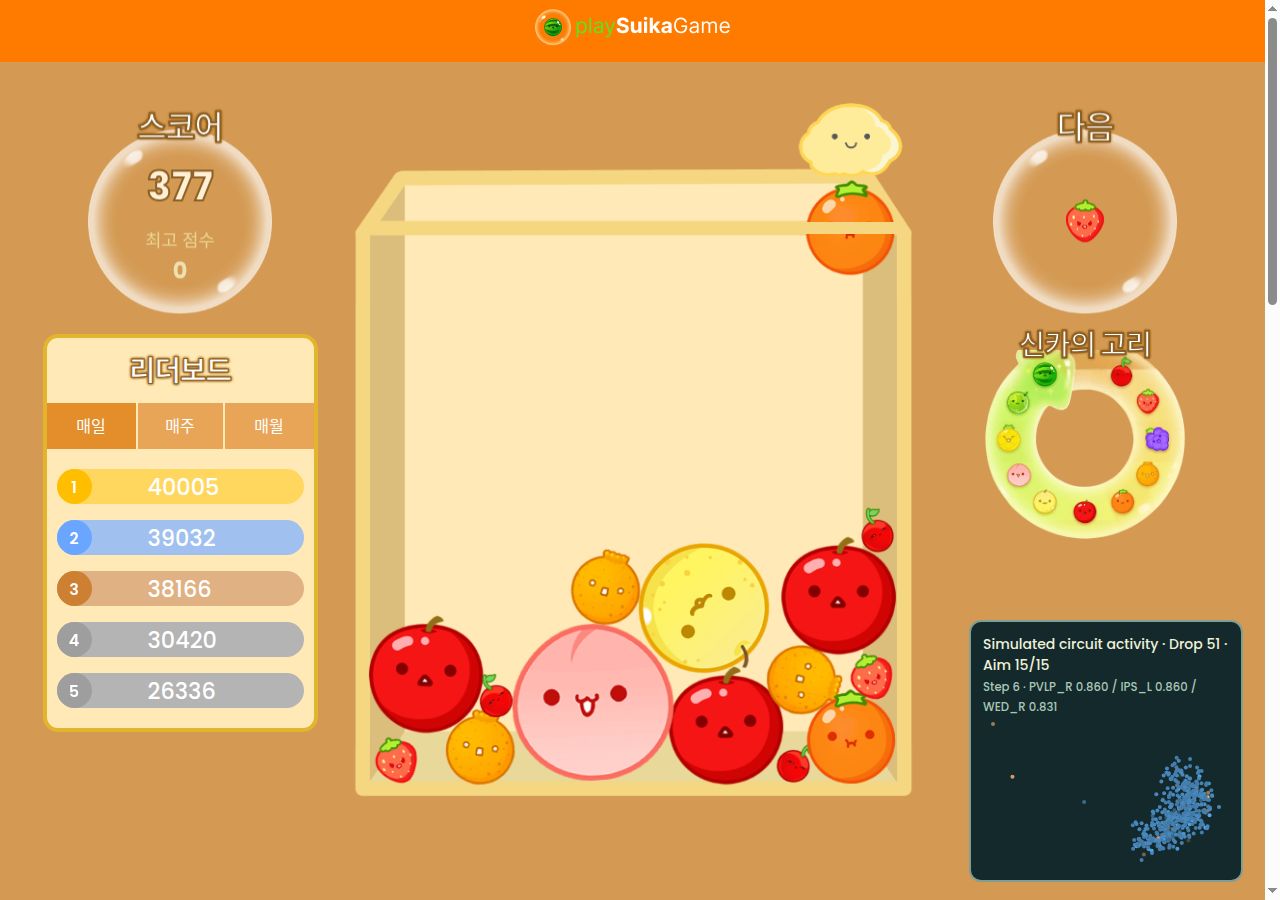 playSuikaGame
스코어
377
최고 점수
0
다음
신카의 고리
리더보드
매일 매주 매월
1 40005
2 39032
3 38166
4 30420
5 26336
Simulated circuit activity · Drop 51 ·
Aim 15/15
Step 6 · PVLP_R 0.860 / IPS_L 0.860 /
WED_R 0.831